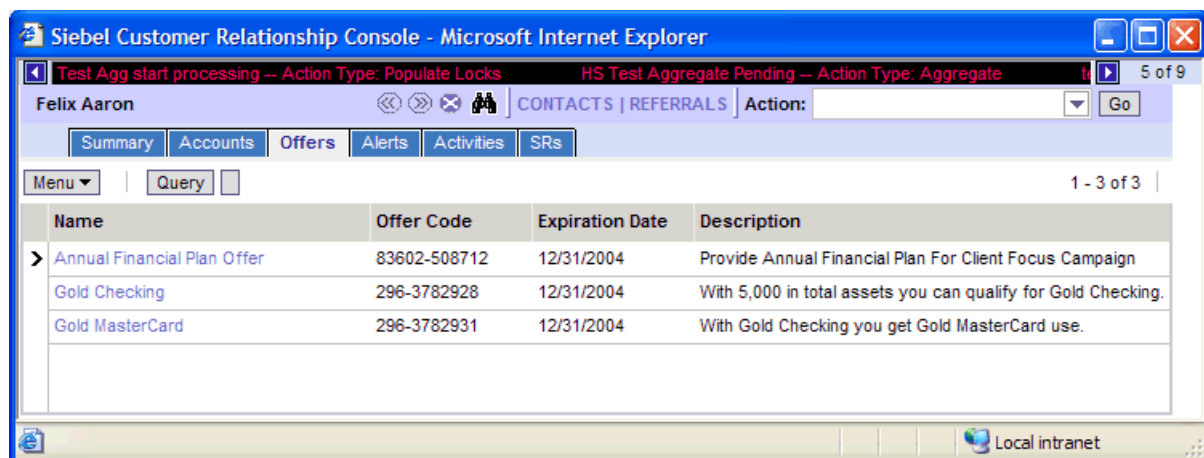 Siebel Customer Relationship Console - Microsoft Internet Explorer
Test Agg start processing -- Action Type: Populate Locks HS Test Aggregate Pending -- Action Type: Aggregate te 5 of 9
Felix Aaron CONTACTS | REFERRALS Action: Go
Summary Accounts Offers Alerts Activities SRs
Menu Query 1 - 3 of 3
Name Offer Code Expiration Date Description
Annual Financial Plan Offer 83602-508712 12/31/2004 Provide Annual Financial Plan For Client Focus Campaign
Gold Checking 296-3782928 12/31/2004 With 5,000 in total assets you can qualify for Gold Checking.
Gold MasterCard 296-3782931 12/31/2004 With Gold Checking you get Gold MasterCard use.
Local intranet